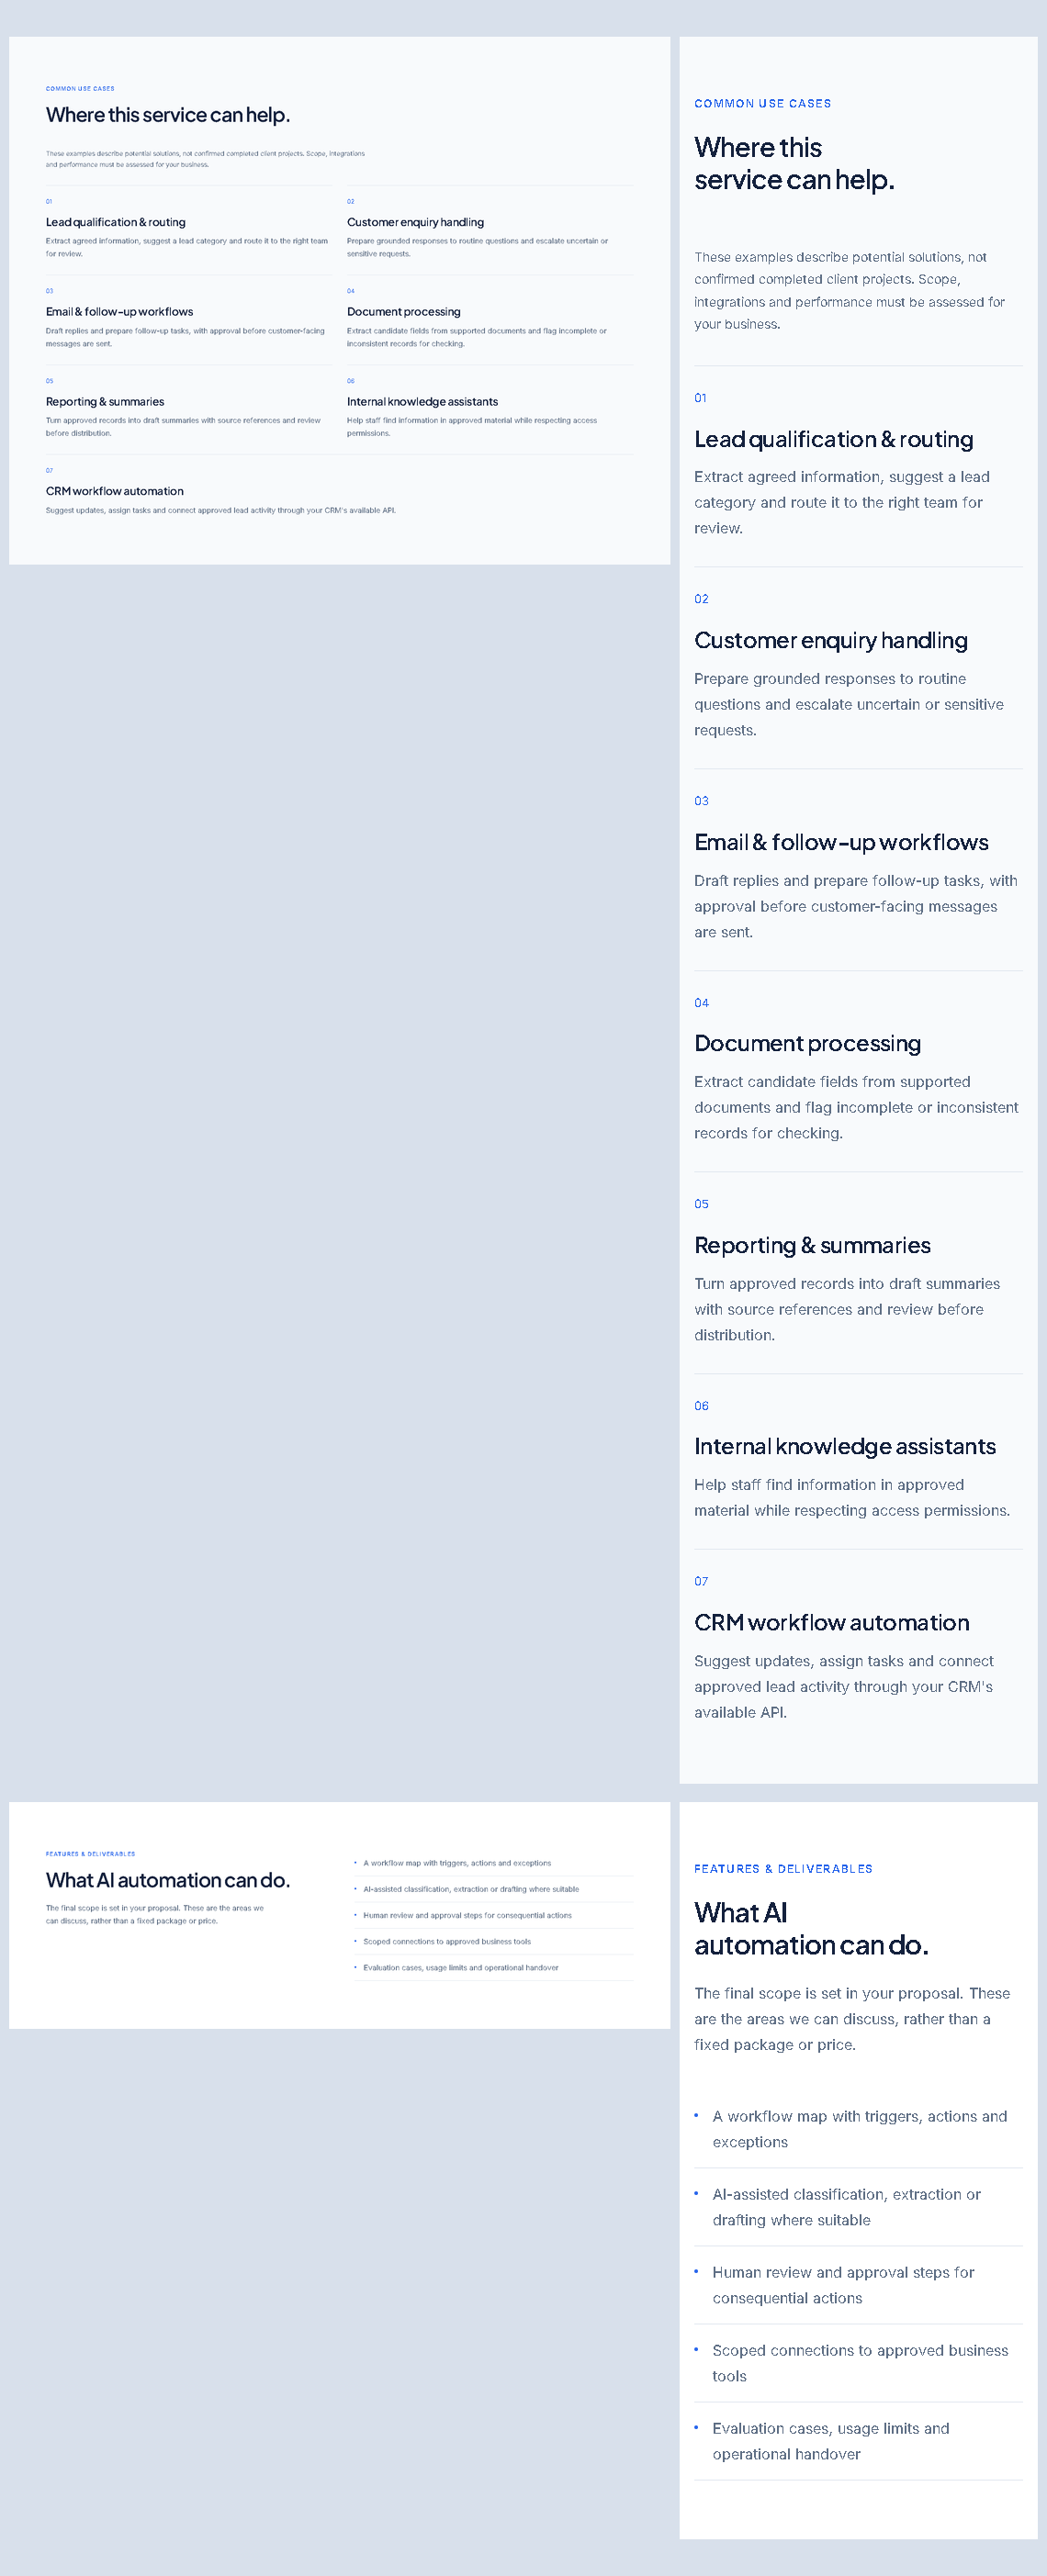 COMMON USE CASES
Where this service can help.
These examples describe potential solutions, not confirmed completed client projects. Scope, integrations
and performance must be assessed for your business.
01
Lead qualification & routing
Extract agreed information, suggest a lead category and route it to the right team
for review.
02
Customer enquiry handling
Prepare grounded responses to routine questions and escalate uncertain or
sensitive requests.
03
Email & follow-up workflows
Draft replies and prepare follow-up tasks, with approval before customer-facing
messages are sent.
04
Document processing
Extract candidate fields from supported documents and flag incomplete or
inconsistent records for checking.
05
Reporting & summaries
Turn approved records into draft summaries with source references and review
before distribution.
06
Internal knowledge assistants
Help staff find information in approved material while respecting access
permissions.
07
CRM workflow automation
Suggest updates, assign tasks and connect approved lead activity through your CRM's available API.
COMMON USE CASES
Where this
service can help.
These examples describe potential solutions, not
confirmed completed client projects. Scope,
integrations and performance must be assessed for
your business.
01
Lead qualification & routing
Extract agreed information, suggest a lead
category and route it to the right team for
review.
02
Customer enquiry handling
Prepare grounded responses to routine
questions and escalate uncertain or sensitive
requests.
03
Email & follow-up workflows
Draft replies and prepare follow-up tasks, with
approval before customer-facing messages
are sent.
04
Document processing
Extract candidate fields from supported
documents and flag incomplete or inconsistent
records for checking.
05
Reporting & summaries
Turn approved records into draft summaries
with source references and review before
distribution.
06
Internal knowledge assistants
Help staff find information in approved
material while respecting access permissions.
07
CRM workflow automation
Suggest updates, assign tasks and connect
approved lead activity through your CRM's
available API.
FEATURES & DELIVERABLES
What AI automation can do.
The final scope is set in your proposal. These are the areas we
can discuss, rather than a fixed package or price.
• A workflow map with triggers, actions and exceptions
• AI-assisted classification, extraction or drafting where suitable
• Human review and approval steps for consequential actions
• Scoped connections to approved business tools
• Evaluation cases, usage limits and operational handover
FEATURES & DELIVERABLES
What AI
automation can do.
The final scope is set in your proposal. These
are the areas we can discuss, rather than a
fixed package or price.
• A workflow map with triggers, actions and
exceptions
• AI-assisted classification, extraction or
drafting where suitable
• Human review and approval steps for
consequential actions
• Scoped connections to approved business
tools
• Evaluation cases, usage limits and
operational handover